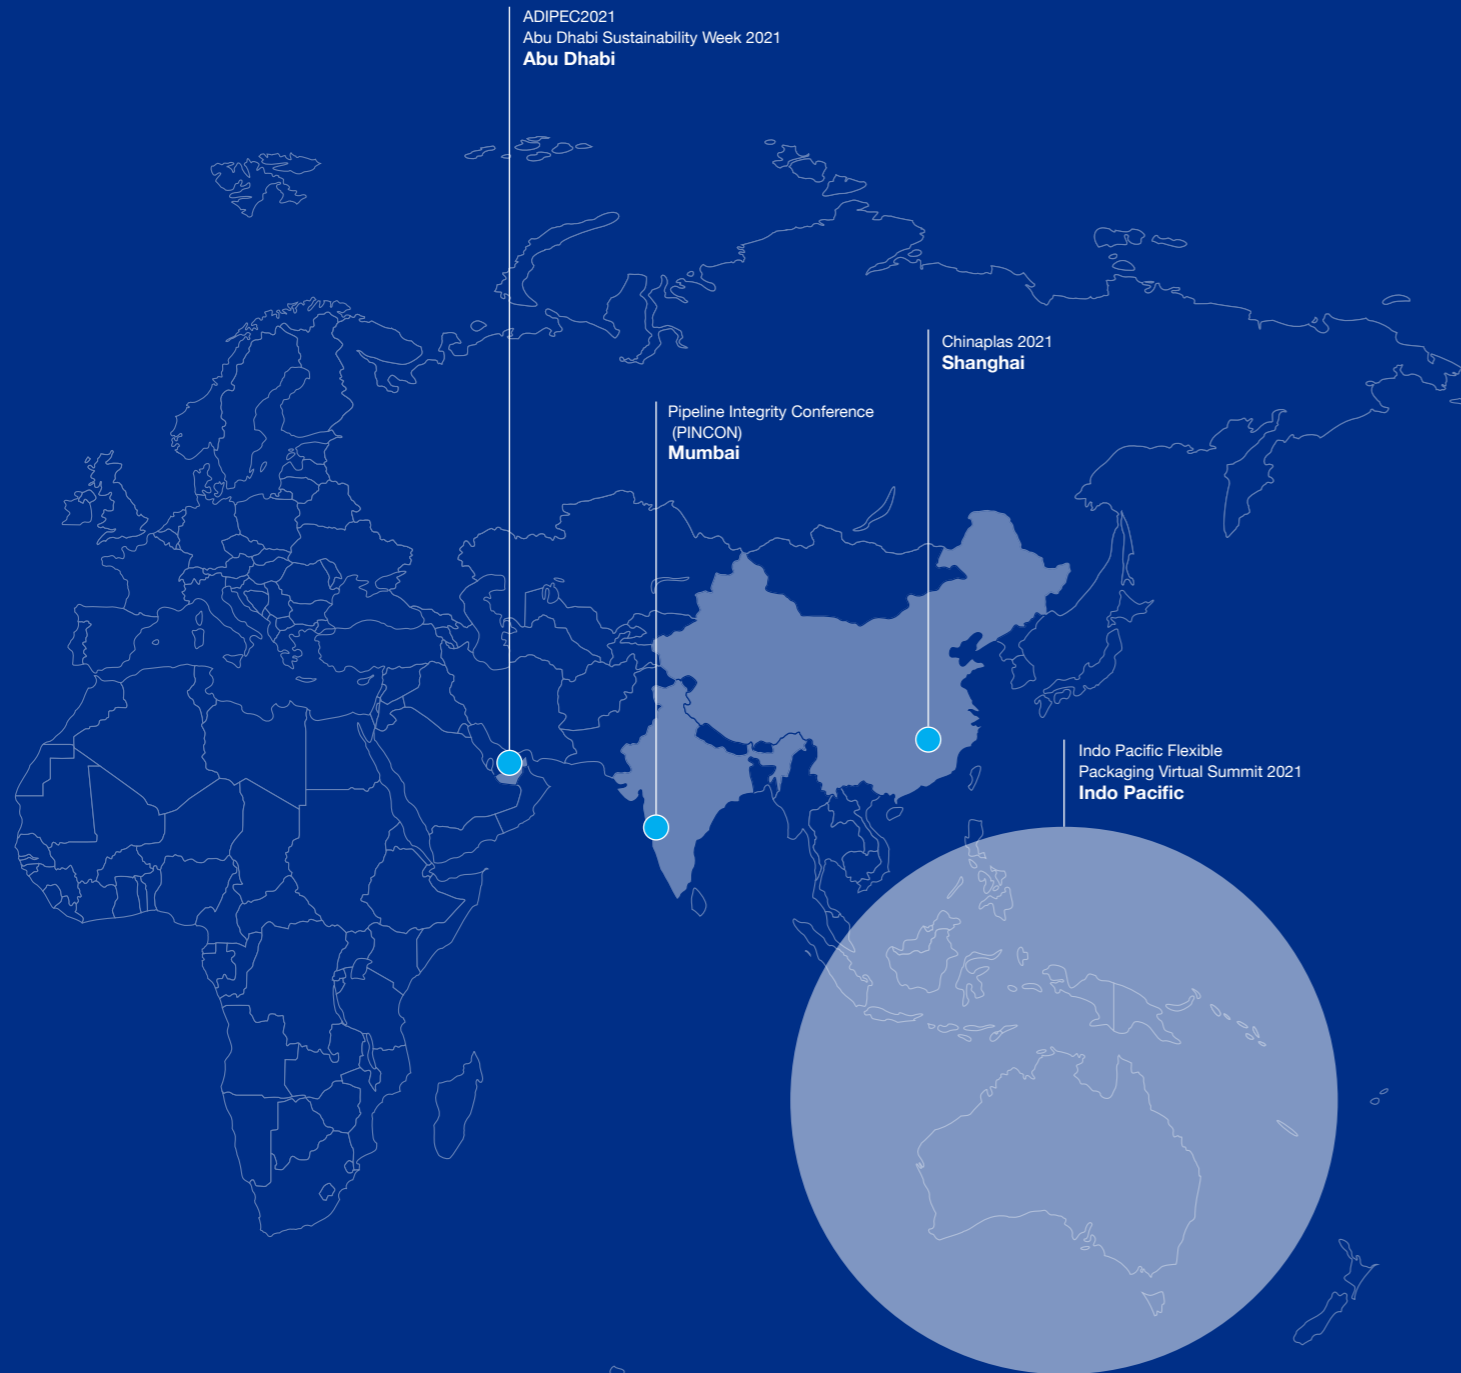 ADIPEC2021
Abu Dhabi Sustainability Week 2021
Abu Dhabi
Chinaplas 2021
Shanghai
Pipeline Integrity Conference
(PINCON)
Mumbai
Indo Pacific Flexible
Packaging Virtual Summit 2021
Indo Pacific